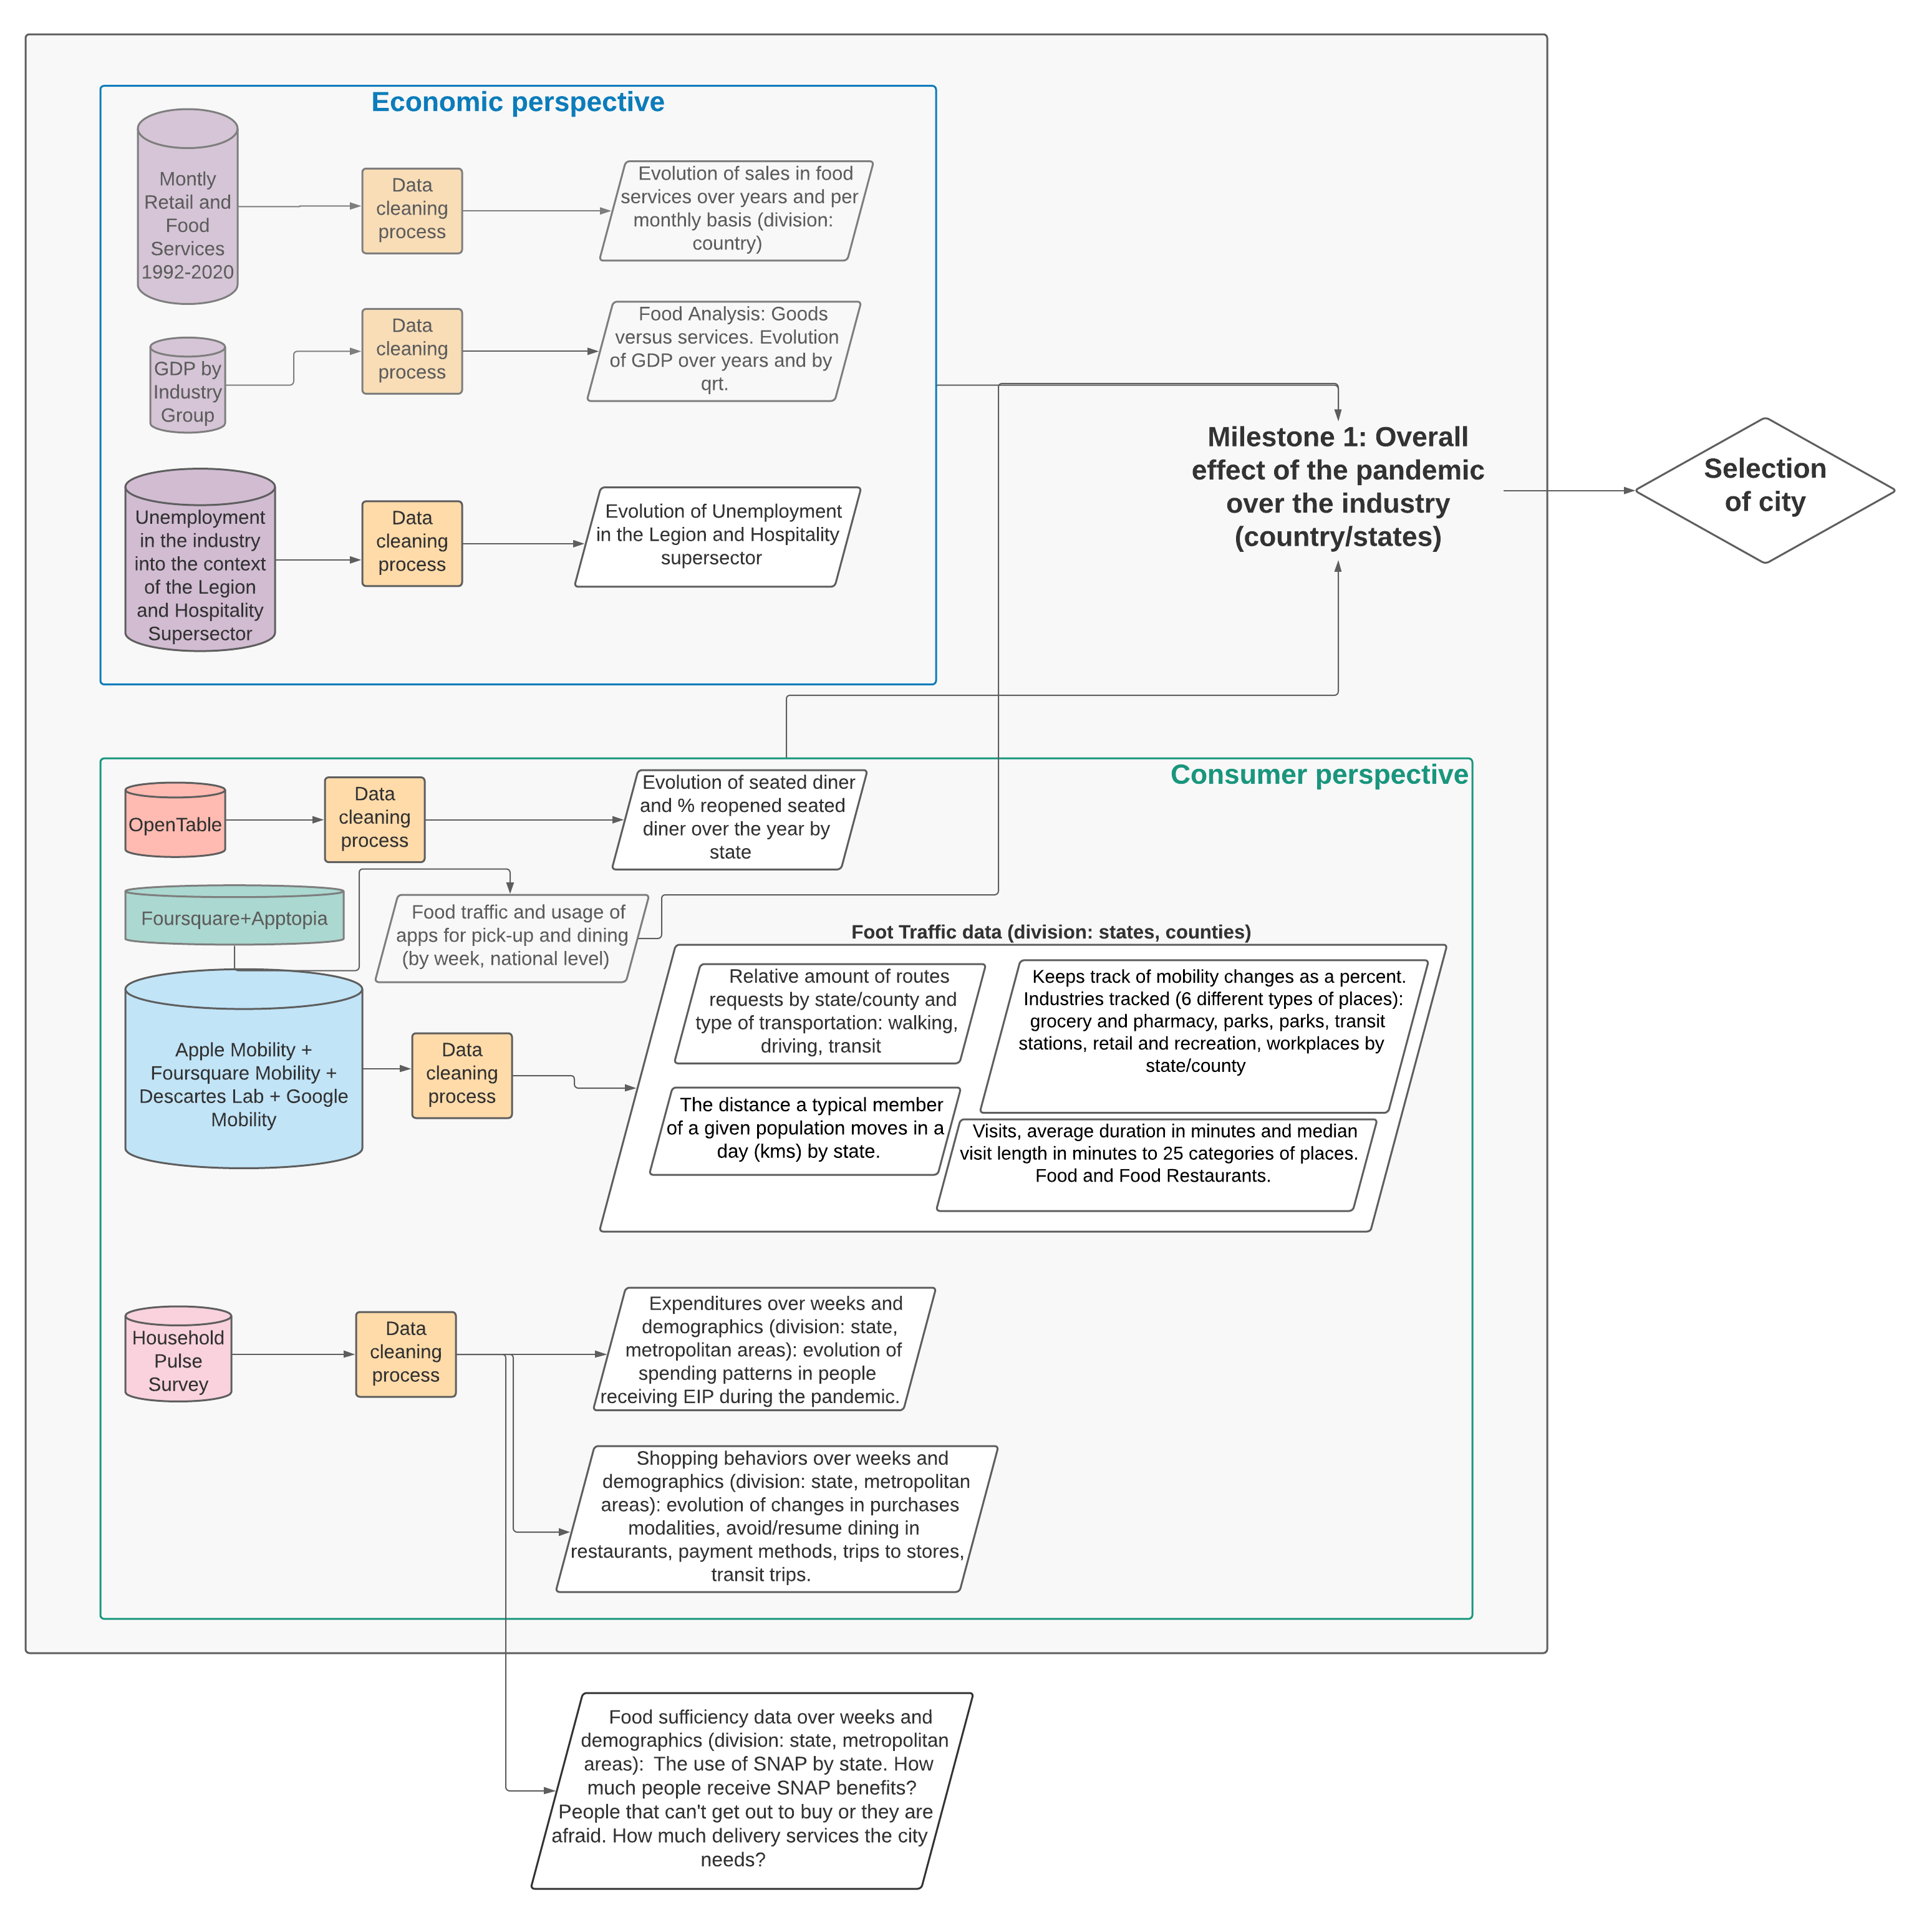 Economic perspective
Montly
Retail and
Food
Services
1992-2020
Data
cleaning
process
Evolution of sales in food
services over years and per
monthly basis (division:
country)
GDP by
Industry
Group
Data
cleaning
process
Food Analysis: Goods
versus services. Evolution
of GDP over years and by
qrt.
Unemployment
in the industry
into the context
of the Legion
and Hospitality
Supersector
Data
cleaning
process
Evolution of Unemployment
in the Legion and Hospitality
supersector
Milestone 1: Overall
effect of the pandemic
over the industry
(country/states)
Selection
of city
Consumer perspective
OpenTable
Data
cleaning
process
Evolution of seated diner
and % reopened seated
diner over the year by
state
Foursquare+Apptopia
Food traffic and usage of
apps for pick-up and dining
(by week, national level)
Apple Mobility +
Foursquare Mobility +
Descartes Lab + Google
Mobility
Data
cleaning
process
Foot Traffic data (division: states, counties)
Relative amount of routes
requests by state/county and
type of transportation: walking,
driving, transit
Keeps track of mobility changes as a percent.
Industries tracked (6 different types of places):
grocery and pharmacy, parks, parks, transit
stations, retail and recreation, workplaces by
state/county
The distance a typical member
of a given population moves in a
day (kms) by state.
Visits, average duration in minutes and median
visit length in minutes to 25 categories of places.
Food and Food Restaurants.
Household
Pulse
Survey
Data
cleaning
process
Expenditures over weeks and
demographics (division: state,
metropolitan areas): evolution of
spending patterns in people
receiving EIP during the pandemic.
Shopping behaviors over weeks and
demographics (division: state, metropolitan
areas): evolution of changes in purchases
modalities, avoid/resume dining in
restaurants, payment methods, trips to stores,
transit trips.
Food sufficiency data over weeks and
demographics (division: state, metropolitan
areas): The use of SNAP by state. How
much people receive SNAP benefits?
People that can't get out to buy or they are
afraid. How much delivery services the city
needs?